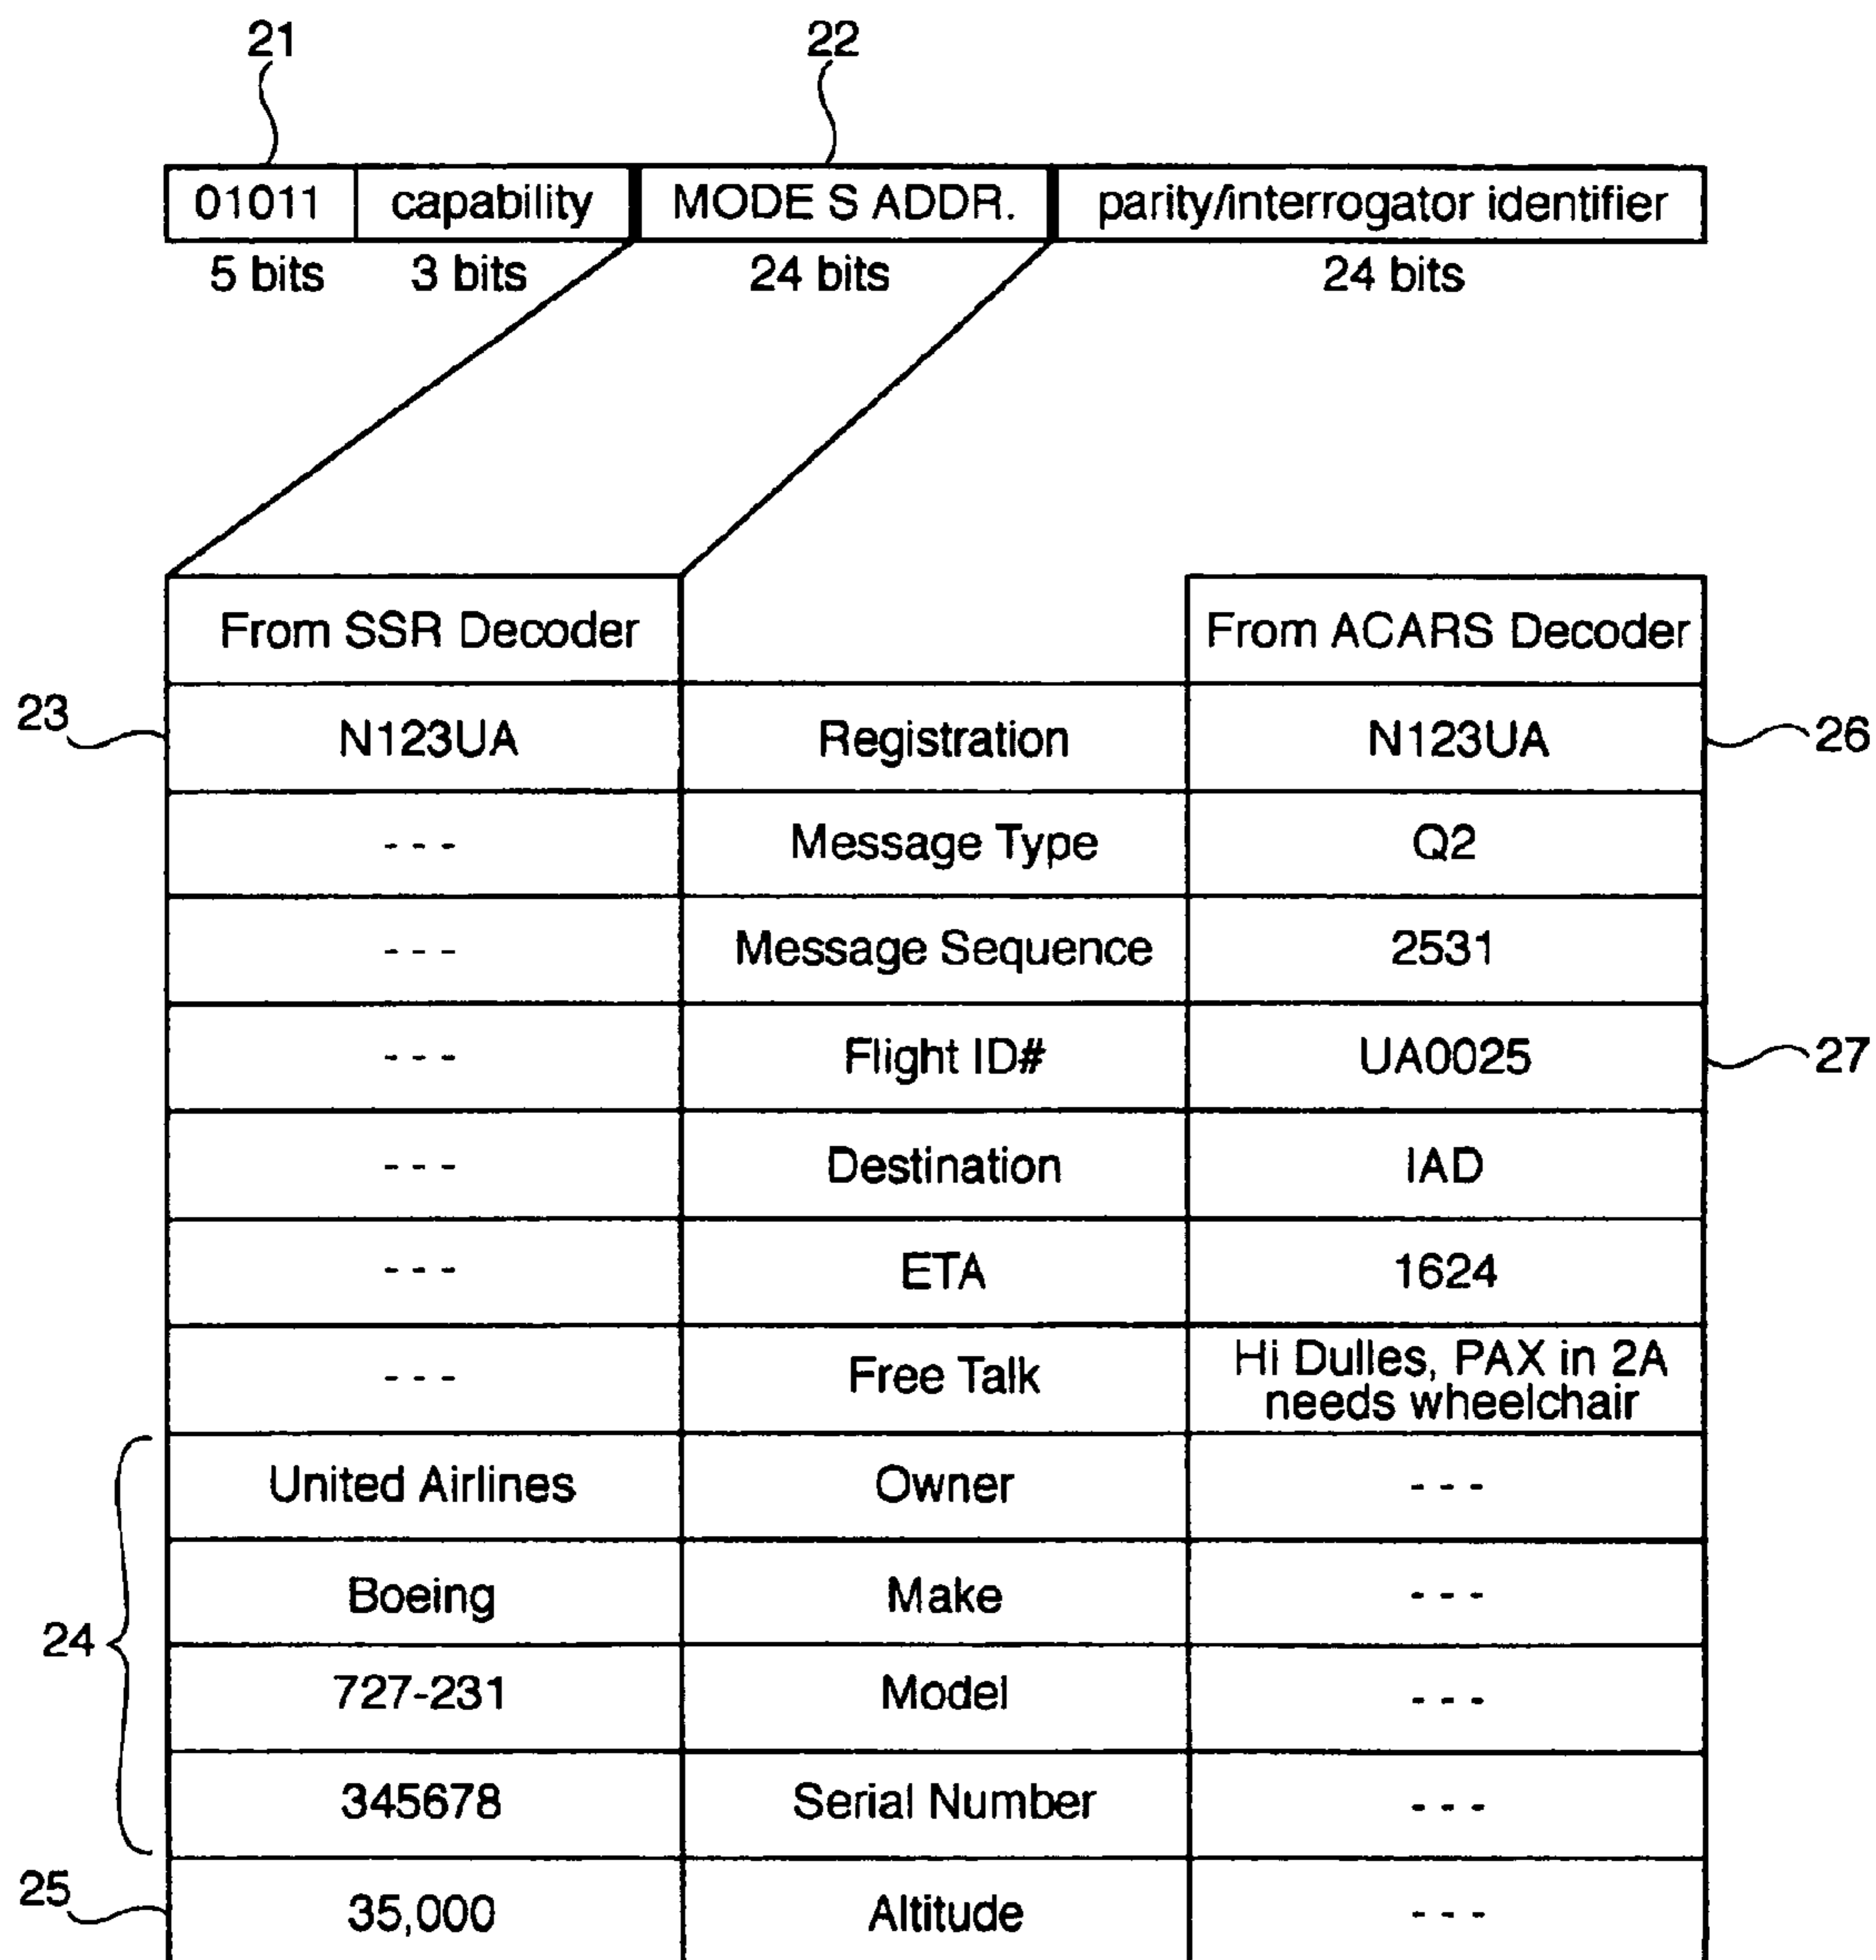 21 22
01011 capability MODE S ADDR. parity/interrogator identifier
5 bits 3 bits 24 bits 24 bits
From SSR Decoder From ACARS Decoder
23 N123UA Registration N123UA 26
--- Message Type Q2
--- Message Sequence 2531
--- Flight ID# UA0025 27
--- Destination IAD
--- ETA 1624
--- Free Talk Hi Dulles, PAX in 2A
needs wheelchair
United Airlines Owner ---
Boeing Make ---
24
727-231 Model ---
345678 Serial Number ---
25 35,000 Altitude ---